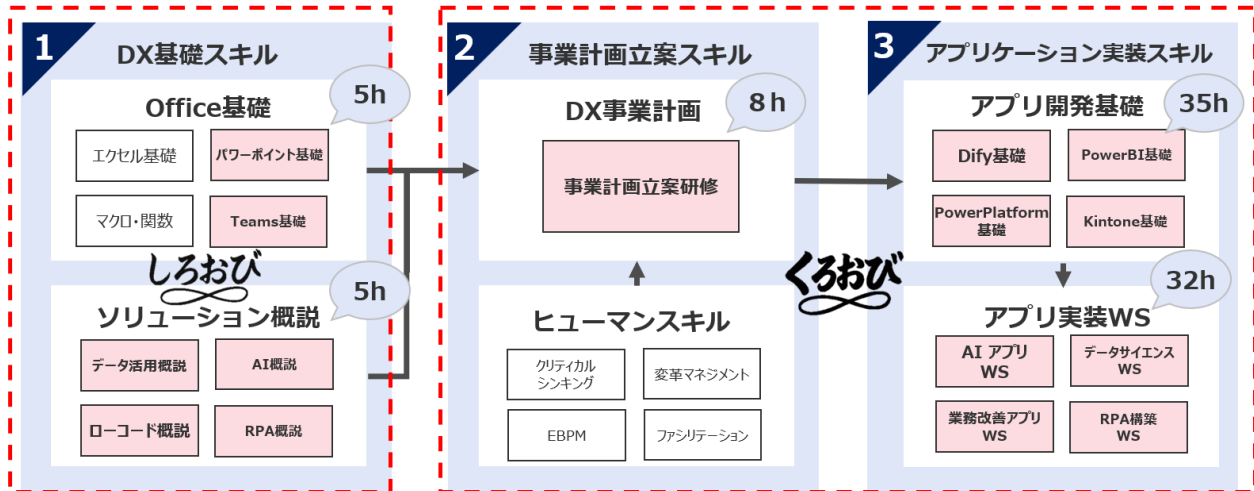 1
DX基礎スキル
Office基礎
5h
エクセル基礎
パワーポイント基礎
マクロ・関数
Teams基礎
しろおび
ソリューション概説
5h
データ活用概説
AI概説
ローコード概説
RPA概説
2
事業計画立案スキル
DX事業計画
8h
事業計画立案研修
ヒューマンスキル
クリティカル
シンキング
変革マネジメント
EBPM
ファシリテーション
くろおび
3
アプリケーション実装スキル
アプリ開発基礎
35h
Dify基礎
PowerBI基礎
PowerPlatform
基礎
Kintone基礎
アプリ実装WS
32h
AI アプリ
WS
データサイエンス
WS
業務改善アプリ
WS
RPA構築
WS